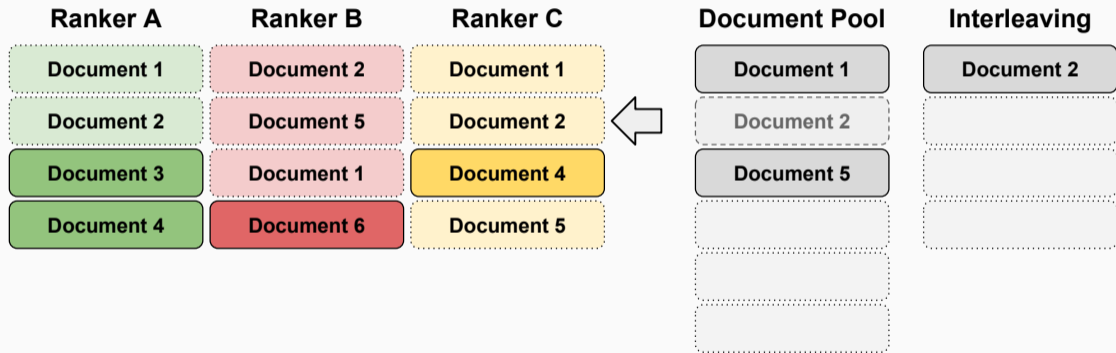 Ranker A Ranker B Ranker C Document Pool Interleaving
Document 1 Document 2 Document 1 Document 1 Document 2
Document 2 Document 5 Document 2 Document 2
Document 3 Document 1 Document 4 Document 5
Document 4 Document 6 Document 5